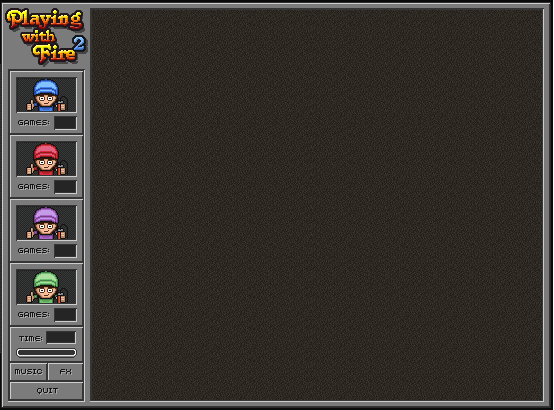 Playing
with
Fire 2
GAMES:
GAMES:
GAMES:
GAMES:
TIME:
MUSIC FX
QUIT